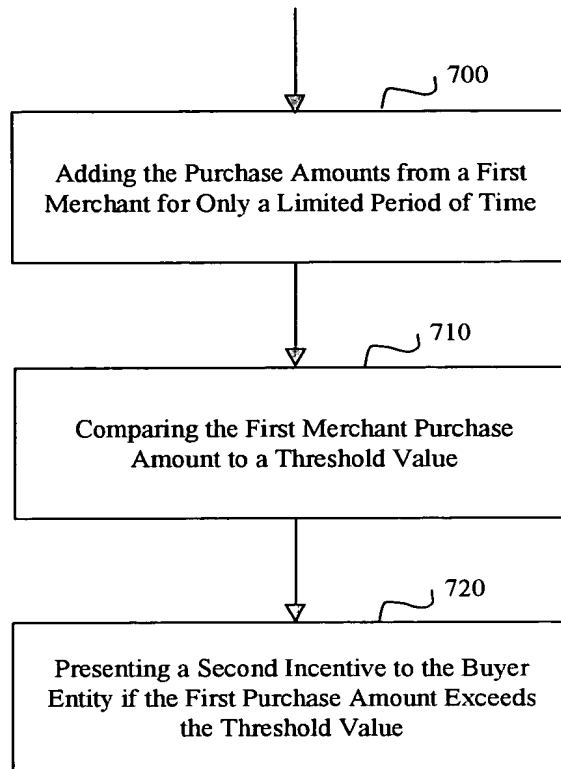 700
Adding the Purchase Amounts from a First
Merchant for Only a Limited Period of Time
710
Comparing the First Merchant Purchase
Amount to a Threshold Value
720
Presenting a Second Incentive to the Buyer
Entity if the First Purchase Amount Exceeds
the Threshold Value